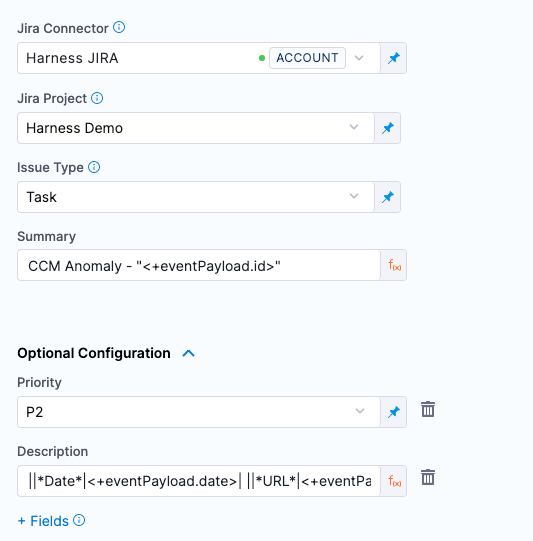 Jira Connector
Harness JIRA ACCOUNT
Jira Project
Harness Demo
Issue Type
Task
Summary
CCM Anomaly - "<+eventPayload.id>" f(x)
Optional Configuration
Priority
P2
Description
||*Date*|<+eventPayload.date>| ||*URL*|<+eventPa f(x)
+ Fields